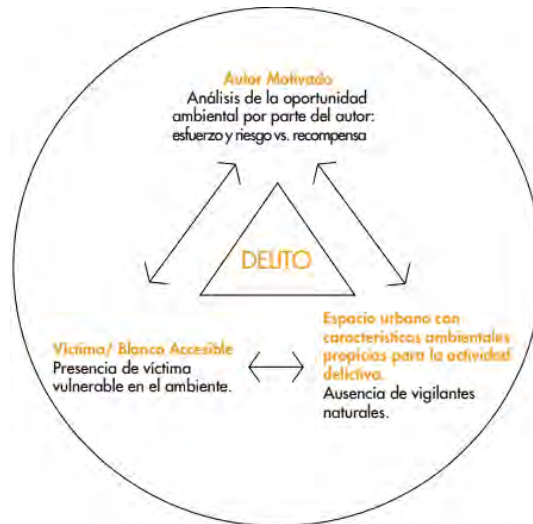 Autor Motivado
Análisis de la oportunidad
ambiental por parte del autor:
esfuerzo y riesgo vs. recompensa
DELITO
Víctima/ Blanco Accesible
Presencia de víctima
vulnerable en el ambiente.
Espacio urbano con
características ambientales
propicias para la actividad
delictiva.
Ausencia de vigilantes
naturales.